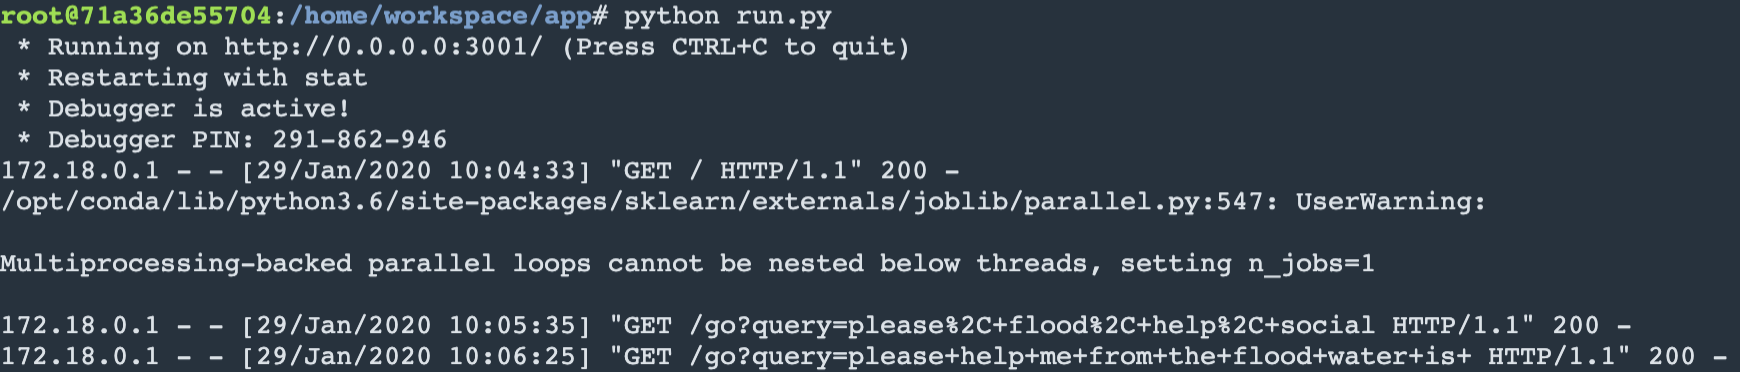 root@71a36de55704:/home/workspace/app# python run.py
 * Running on http://0.0.0.0:3001/ (Press CTRL+C to quit)
 * Restarting with stat
 * Debugger is active!
 * Debugger PIN: 291-862-946
172.18.0.1 - - [29/Jan/2020 10:04:33] "GET / HTTP/1.1" 200 -
/opt/conda/lib/python3.6/site-packages/sklearn/externals/joblib/parallel.py:547: UserWarning:
Multiprocessing-backed parallel loops cannot be nested below threads, setting n_jobs=1
172.18.0.1 - - [29/Jan/2020 10:05:35] "GET /go?query=please%2C+flood%2C+help%2C+social HTTP/1.1" 200 -
172.18.0.1 - - [29/Jan/2020 10:06:25] "GET /go?query=please+help+me+from+the+flood+water+is+ HTTP/1.1" 200 -